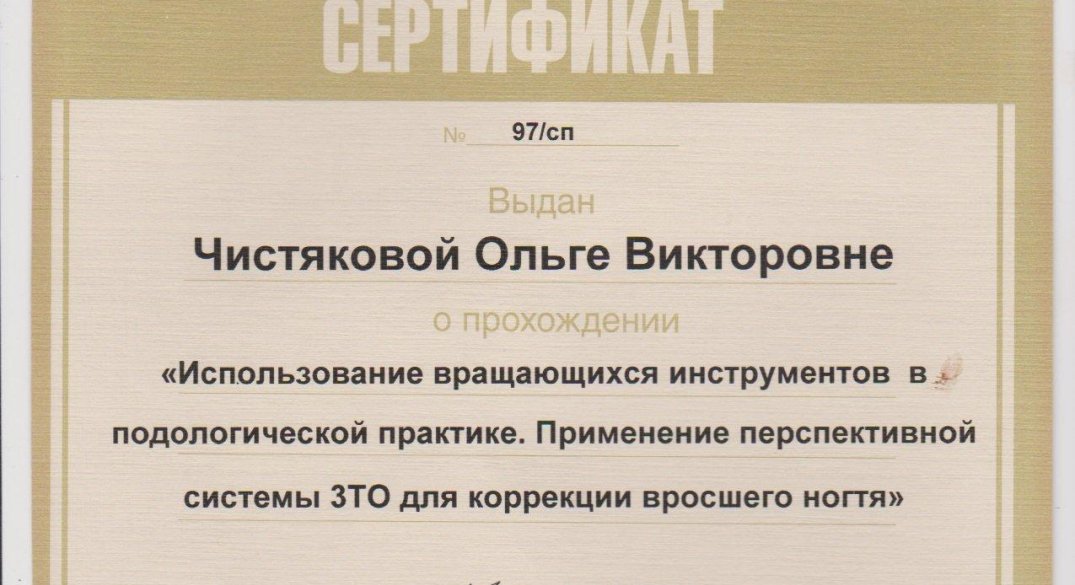 СЕРТИФИКАТ
№ 97/сп
Выдан
Чистяковой Ольге Викторовне
о прохождении
«Использование вращающихся инструментов в
подологической практике. Применение перспективной
системы 3ТО для коррекции вросшего ногтя»